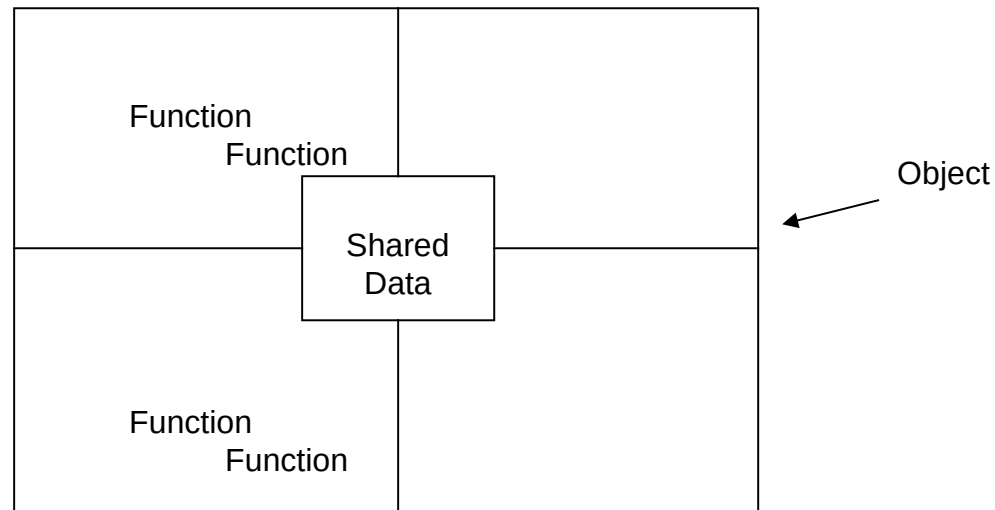 Function
Function
Object
Shared
Data
Function
Function